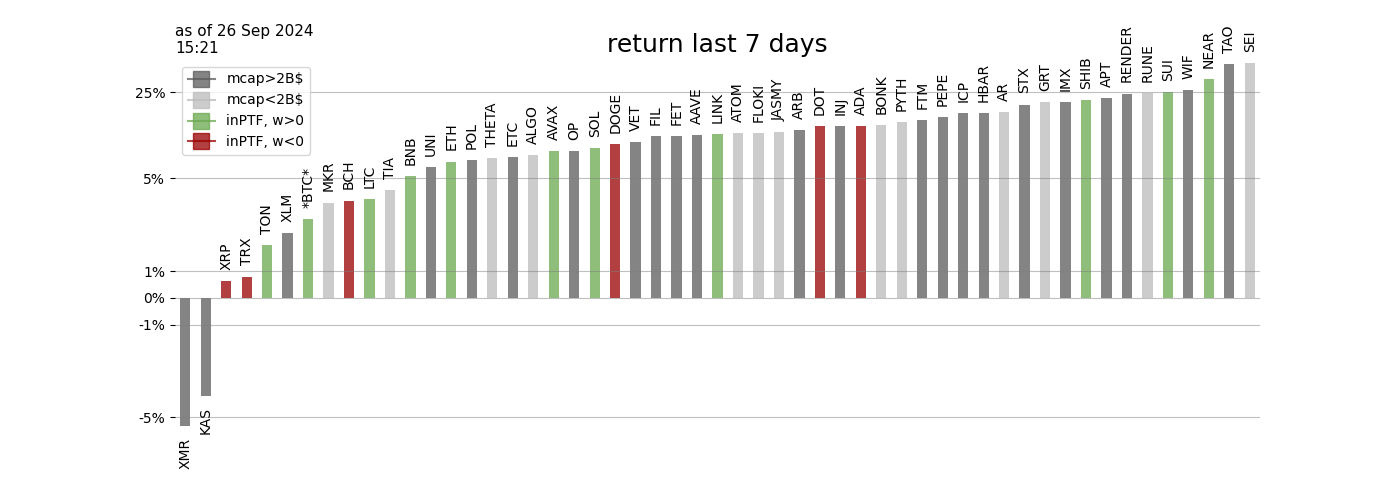 as of 26 Sep 2024
15:21
return last 7 days
mcap>2B$
mcap<2B$
inPTF, w>0
inPTF, w<0
25%
5%
1%
0%
-1%
-5%
XMR
KAS
XRP
TRX
TON
XLM
*BTC*
MKR
BCH
LTC
TIA
BNB
UNI
ETH
POL
THETA
ETC
ALGO
AVAX
OP
SOL
DOGE
VET
FIL
FET
AAVE
LINK
ATOM
FLOKI
JASMY
ARB
DOT
INJ
ADA
BONK
PYTH
FTM
PEPE
ICP
HBAR
AR
STX
GRT
IMX
SHIB
APT
RENDER
RUNE
SUI
WIF
NEAR
TAO
SEI